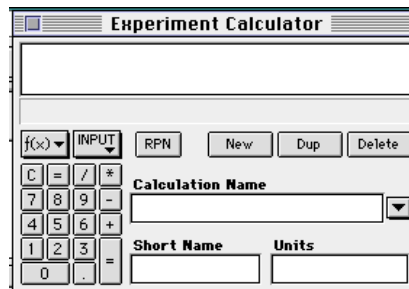 Experiment Calculator
f(x) INPUT RPN New Dup Delete
C = / *
Calculation Name
7 8 9 -
4 5 6 +
1 2 3 =
Short Name Units
0 .